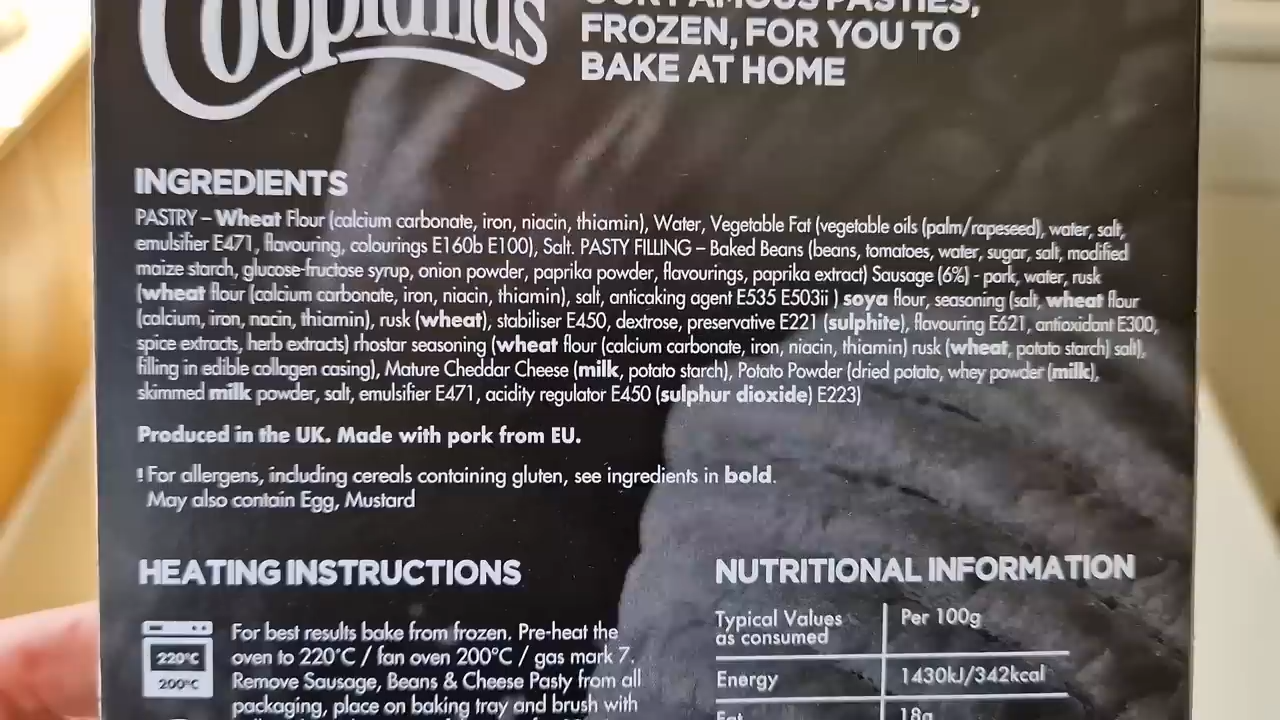 Cooplands
OUR FAMOUS PASTIES,
FROZEN, FOR YOU TO
BAKE AT HOME
INGREDIENTS
PASTRY – Wheat Flour (calcium carbonate, iron, niacin, thiamin), Water, Vegetable Fat (vegetable oils (palm/rapeseed), water, salt,
emulsifier E471, flavouring, colourings E160b E100), Salt. PASTY FILLING – Baked Beans (beans, tomatoes, water, sugar, salt, modified
maize starch, glucose-fructose syrup, onion powder, paprika powder, flavourings, paprika extract) Sausage (6%) - pork, water, rusk
(wheat flour (calcium carbonate, iron, niacin, thiamin), salt, anticaking agent E535 E503ii ) soya flour, seasoning (salt, wheat flour
(calcium, iron, nacin, thiamin), rusk (wheat), stabiliser E450, dextrose, preservative E221 (sulphite), flavouring E621, antioxidant E300,
spice extracts, herb extracts) rhostar seasoning (wheat flour (calcium carbonate, iron, niacin, thiamin) rusk (wheat, potato starch) salt),
filling in edible collagen casing), Mature Cheddar Cheese (milk, potato starch), Potato Powder (dried potato, whey powder (milk),
skimmed milk powder, salt, emulsifier E471, acidity regulator E450 (sulphur dioxide) E223)
Produced in the UK. Made with pork from EU.
! For allergens, including cereals containing gluten, see ingredients in bold.
May also contain Egg, Mustard
HEATING INSTRUCTIONS
220°C
200°C
For best results bake from frozen. Pre-heat the
oven to 220°C / fan oven 200°C / gas mark 7.
Remove Sausage, Beans & Cheese Pasty from all
packaging, place on baking tray and brush with
NUTRITIONAL INFORMATION
Typical Values
as consumed
Per 100g
Energy
1430kJ/342kcal
Fat
18g